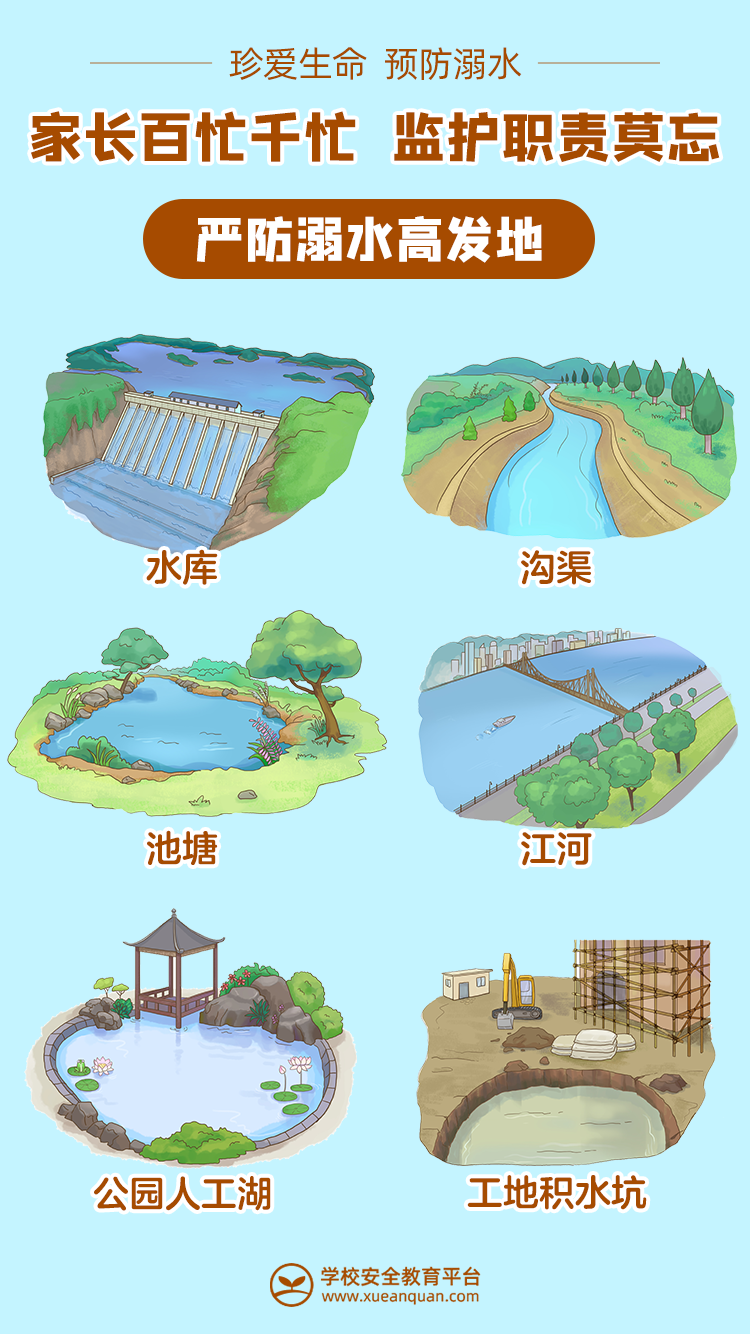 珍爱生命 预防溺水
家长百忙千忙 监护职责莫忘
严防溺水高发地
水库
沟渠
池塘
江河
公园人工湖
工地积水坑
学校安全教育平台
www.xueanquan.com